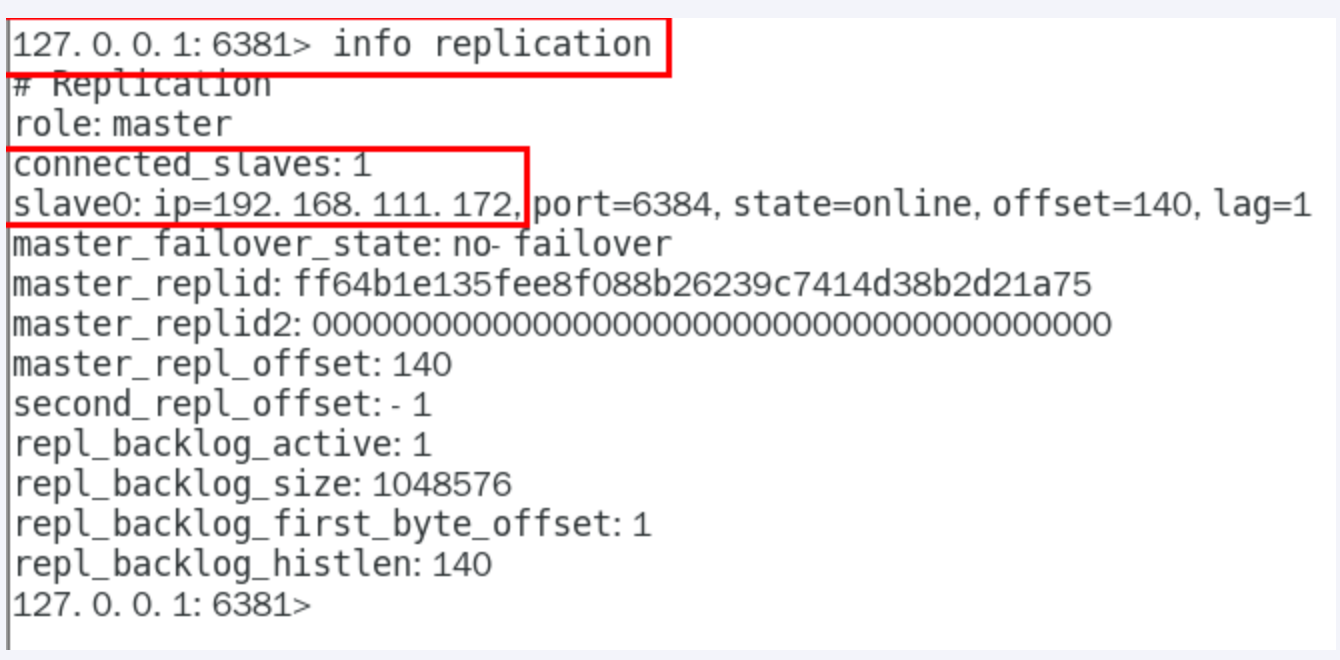 127.0.0.1:6381> info replication
# Replication
role:master
connected_slaves:1
slave0:ip=192.168.111.172,port=6384,state=online,offset=140,lag=1
master_failover_state:no-failover
master_replid:ff64b1e135fee8f088b26239c7414d38b2d21a75
master_replid2:0000000000000000000000000000000000000000
master_repl_offset:140
second_repl_offset:-1
repl_backlog_active:1
repl_backlog_size:1048576
repl_backlog_first_byte_offset:1
repl_backlog_histlen:140
127.0.0.1:6381>